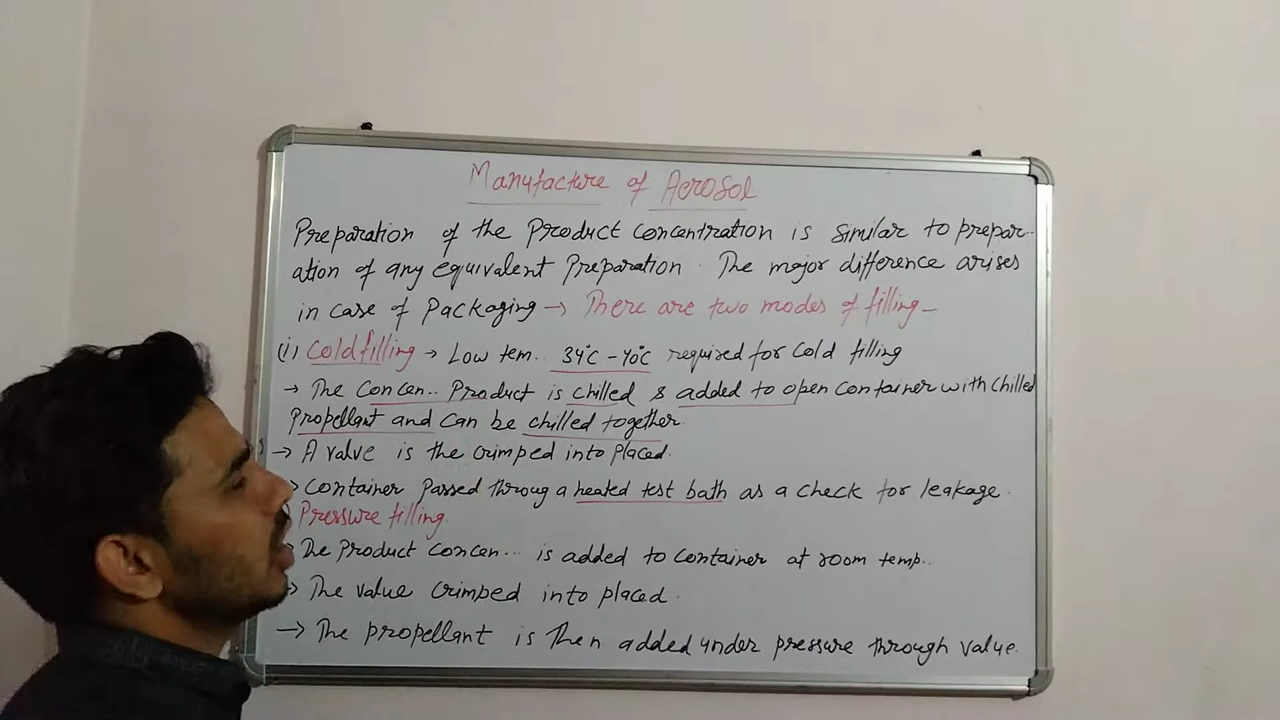 Manufacture of Aerosol
Preparation of the Product concentration is similar to prepar-
ation of any equivalent Preparation. The major difference arises
in case of Packaging → There are two modes of filling-
(i) Coldfilling → Low tem.. 34°C - 40°C required for Cold filling
→ The Concen.. Product is chilled & added to open Container with Chilled
Propellant and Can be chilled together.
→ A value is the crimped into placed.
→ Container Passed throug a heated test bath as a check for leakage.
Pressure filling
The Product Concen... is added to Container at room temp..
→ The value Crimped into placed.
→ The propellant is Then added under pressure through value.